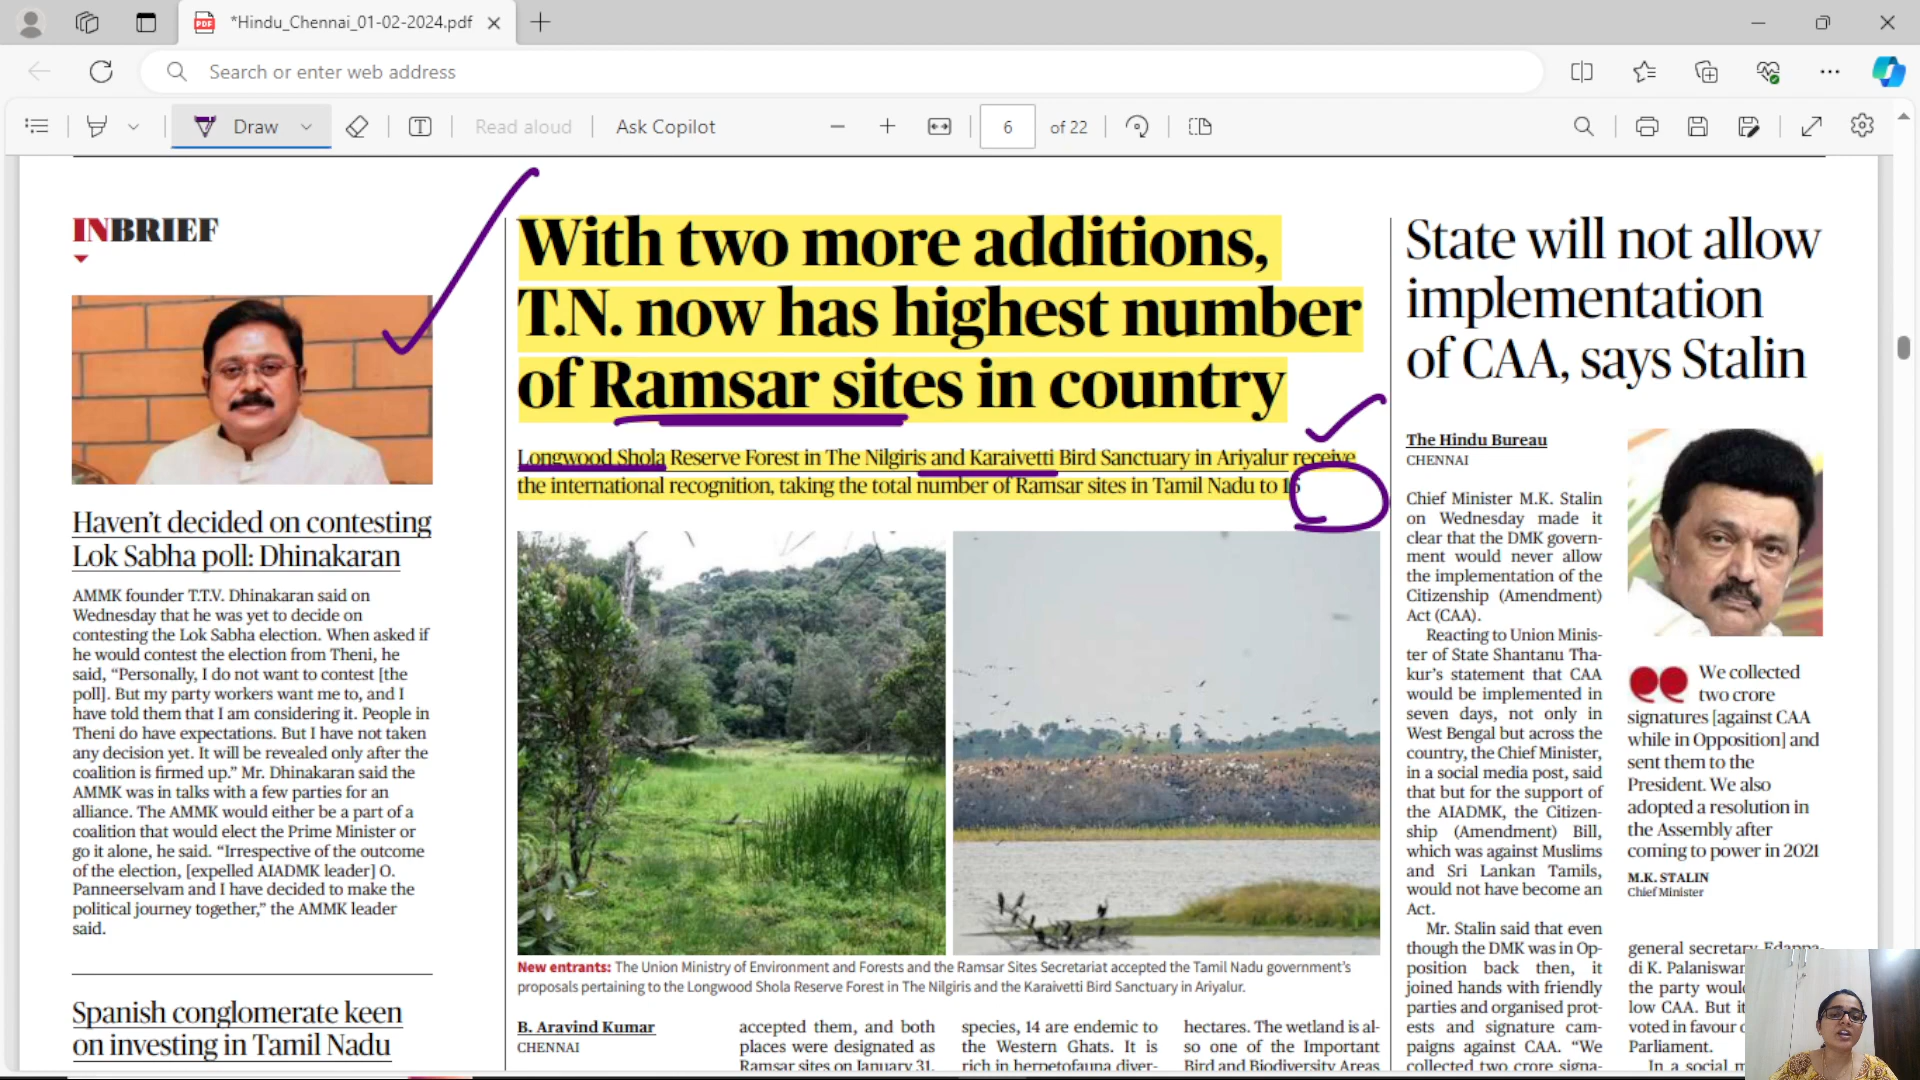 *Hindu_Chennai_01-02-2024.pdf
Search or enter web address
Draw
Read aloud
Ask Copilot
6
of 22
INBRIEF
Haven't decided on contesting
Lok Sabha poll: Dhinakaran
AMMK founder T.T.V. Dhinakaran said on
Wednesday that he was yet to decide on
contesting the Lok Sabha election. When asked if
he would contest the election from Theni, he
said, “Personally, I do not want to contest [the
poll]. But my party workers want me to, and I
have told them that I am considering it. People in
Theni do have expectations. But I have not taken
any decision yet. It will be revealed only after the
coalition is firmed up.” Mr. Dhinakaran said the
AMMK was in talks with a few parties for an
alliance. The AMMK would either be a part of a
coalition that would elect the Prime Minister or
go it alone, he said. “Irrespective of the outcome
of the election, [expelled AIADMK leader] O.
Panneerselvam and I have decided to make the
political journey together,” the AMMK leader
said.
Spanish conglomerate keen
on investing in Tamil Nadu
With two more additions,
T.N. now has highest number
of Ramsar sites in country
Longwood Shola Reserve Forest in The Nilgiris and Karaivetti Bird Sanctuary in Ariyalur receive
the international recognition, taking the total number of Ramsar sites in Tamil Nadu to
New entrants: The Union Ministry of Environment and Forests and the Ramsar Sites Secretariat accepted the Tamil Nadu government's
proposals pertaining to the Longwood Shola Reserve Forest in The Nilgiris and the Karaivetti Bird Sanctuary in Ariyalur.
B. Aravind Kumar
CHENNAI
accepted them, and both
places were designated as
Ramsar sites on January 31.
species, 14 are endemic to
the Western Ghats. It is
rich in herpetofauna diver-
hectares. The wetland is al-
so one of the Important
Bird and Biodiversity Areas
State will not allow
implementation
of CAA, says Stalin
The Hindu Bureau
CHENNAI
Chief Minister M.K. Stalin
on Wednesday made it
clear that the DMK govern-
ment would never allow
the implementation of the
Citizenship (Amendment)
Act (CAA).
Reacting to Union Minis-
ter of State Shantanu Tha-
kur's statement that CAA
would be implemented in
seven days, not only in
West Bengal but across the
country, the Chief Minister,
in a social media post, said
that but for the support of
the AIADMK, the Citizen-
ship (Amendment) Bill,
which was against Muslims
and Sri Lankan Tamils,
would not have become an
Act.
Mr. Stalin said that even
though the DMK was in Op-
position back then, it
joined hands with friendly
parties and organised prot-
ests and signature cam-
paigns against CAA. “We
collected two crore signa-
We collected
two crore
signatures [against CAA
while in Opposition] and
sent them to the
President. We also
adopted a resolution in
the Assembly after
coming to power in 2021
M.K. STALIN
Chief Minister
general secretary Edappa-
di K. Palaniswa
the party woul
low CAA. But it
voted in favour
Parliament.
In a social